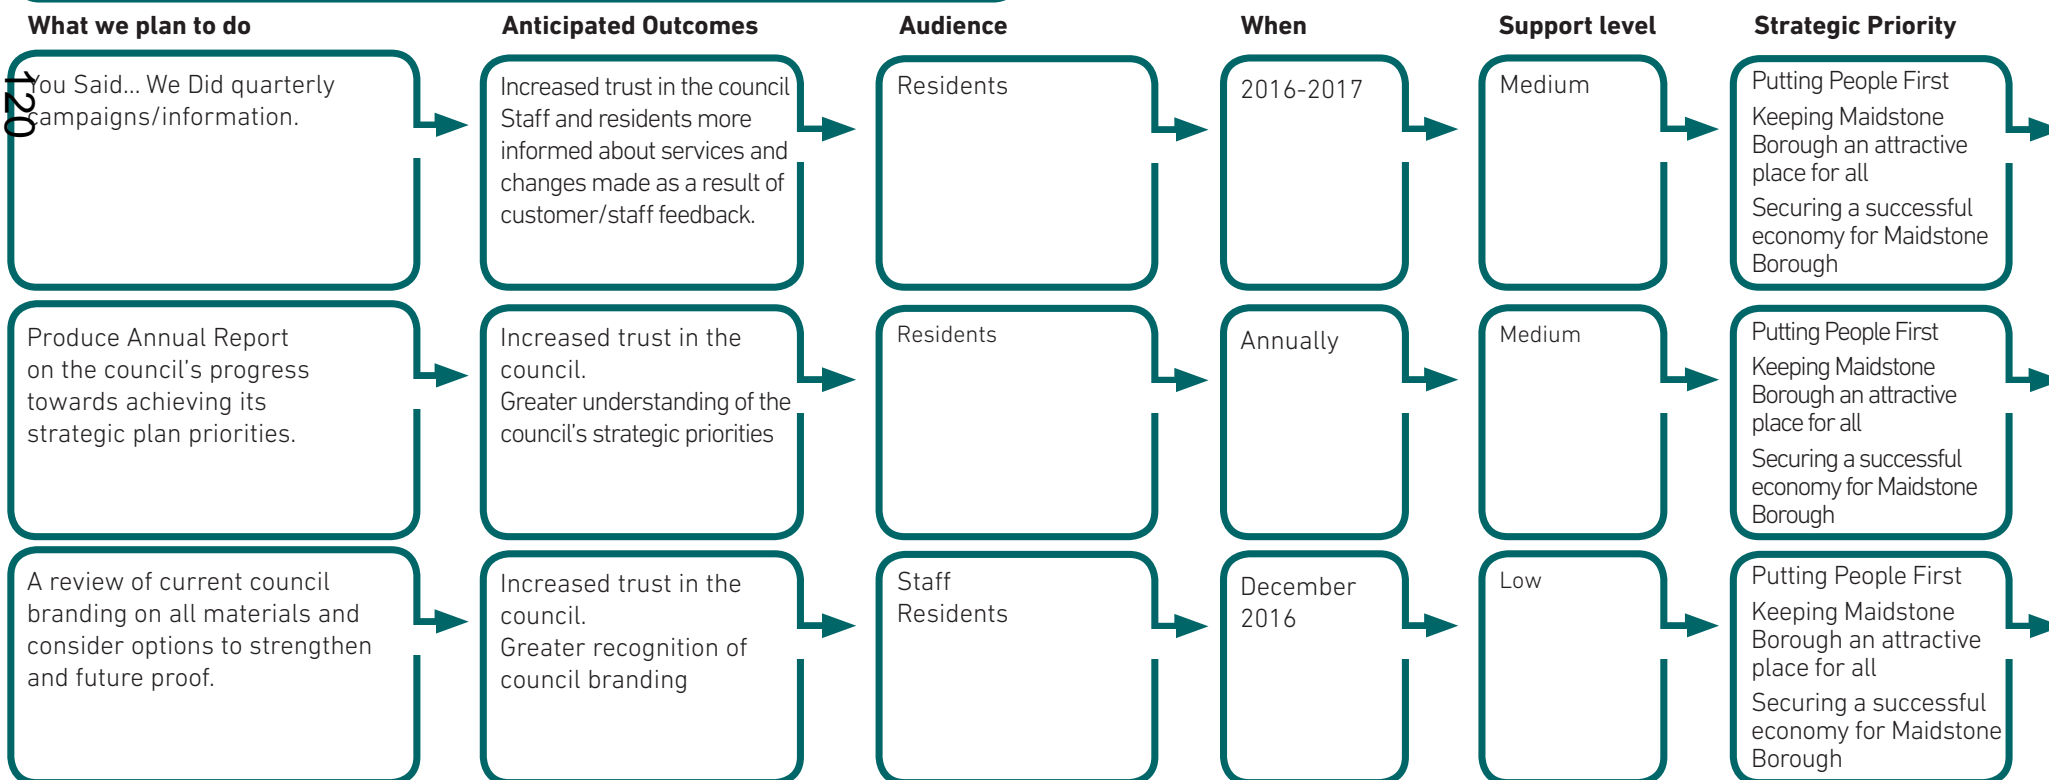 What we plan to do
Anticipated Outcomes
Audience
When
Support level
Strategic Priority
120
You Said... We Did quarterly
campaigns/information.
Increased trust in the council
Staff and residents more
informed about services and
changes made as a result of
customer/staff feedback.
Residents
2016-2017
Medium
Putting People First
Keeping Maidstone
Borough an attractive
place for all
Securing a successful
economy for Maidstone
Borough
Produce Annual Report
on the council's progress
towards achieving its
strategic plan priorities.
Increased trust in the
council.
Greater understanding of the
council's strategic priorities
Residents
Annually
Medium
Putting People First
Keeping Maidstone
Borough an attractive
place for all
Securing a successful
economy for Maidstone
Borough
A review of current council
branding on all materials and
consider options to strengthen
and future proof.
Increased trust in the
council.
Greater recognition of
council branding
Staff
Residents
December
2016
Low
Putting People First
Keeping Maidstone
Borough an attractive
place for all
Securing a successful
economy for Maidstone
Borough